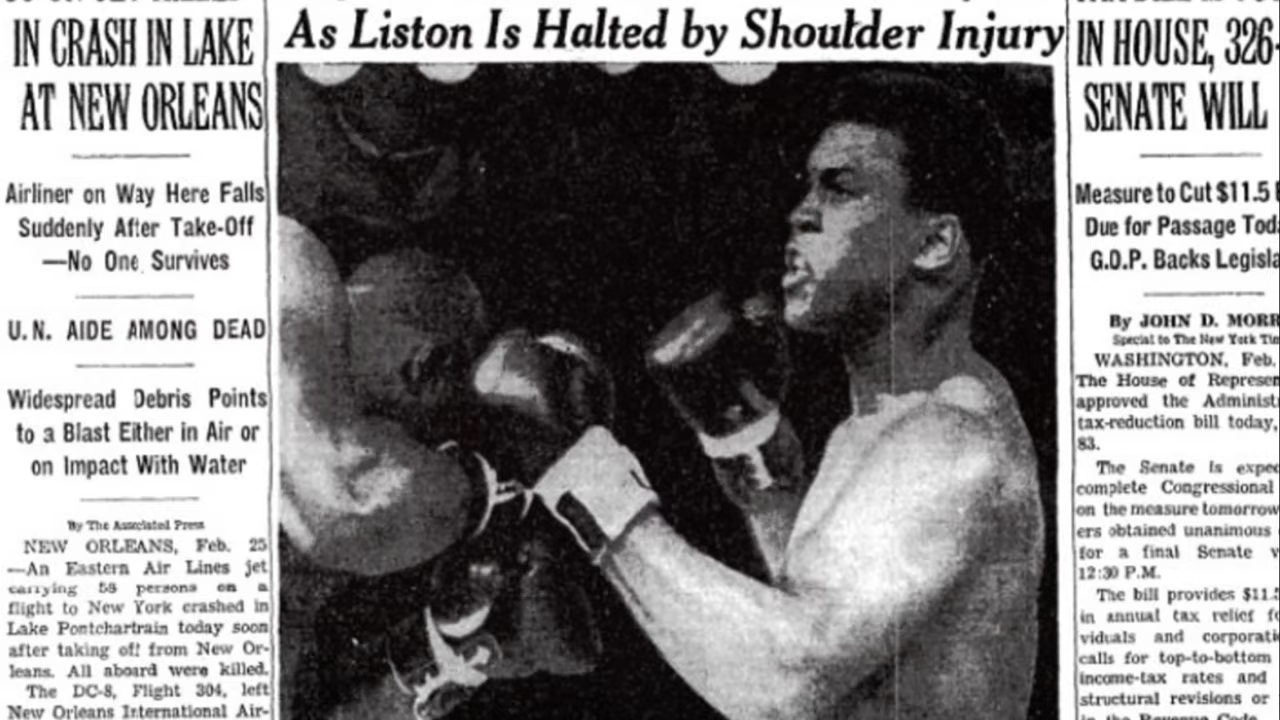 IN CRASH IN LAKE
AT NEW ORLEANS
Airliner on Way Here Falls
Suddenly After Take-Off
—No One Survives
U.N. AIDE AMONG DEAD
Widespread Debris Points
to a Blast Either in Air or
on Impact With Water
By The Associated Press
NEW ORLEANS, Feb. 25
—An Eastern Air Lines jet
carrying 58 persons on a
flight to New York crashed in
Lake Pontchartrain today soon
after taking off from New Or-
leans. All aboard were killed.
The DC-8, Flight 304, left
New Orleans International Air-
As Liston Is Halted by Shoulder Injury
IN HOUSE, 326-
SENATE WILL
Measure to Cut $11.5
Due for Passage Tod
G.O.P. Backs Legisla
By JOHN D. MORR
Special to The New York Tim
WASHINGTON, Feb.
The House of Represen
approved the Administ
tax-reduction bill today,
83.
The Senate is expec
complete Congressional
on the measure tomorrow
ers obtained unanimous
for a final Senate v
12:30 P.M.
The bill provides $11.5
in annual tax relief fo
viduals and corporati
calls for top-to-bottom
income-tax rates and
structural revisions or
in the Revenue Code